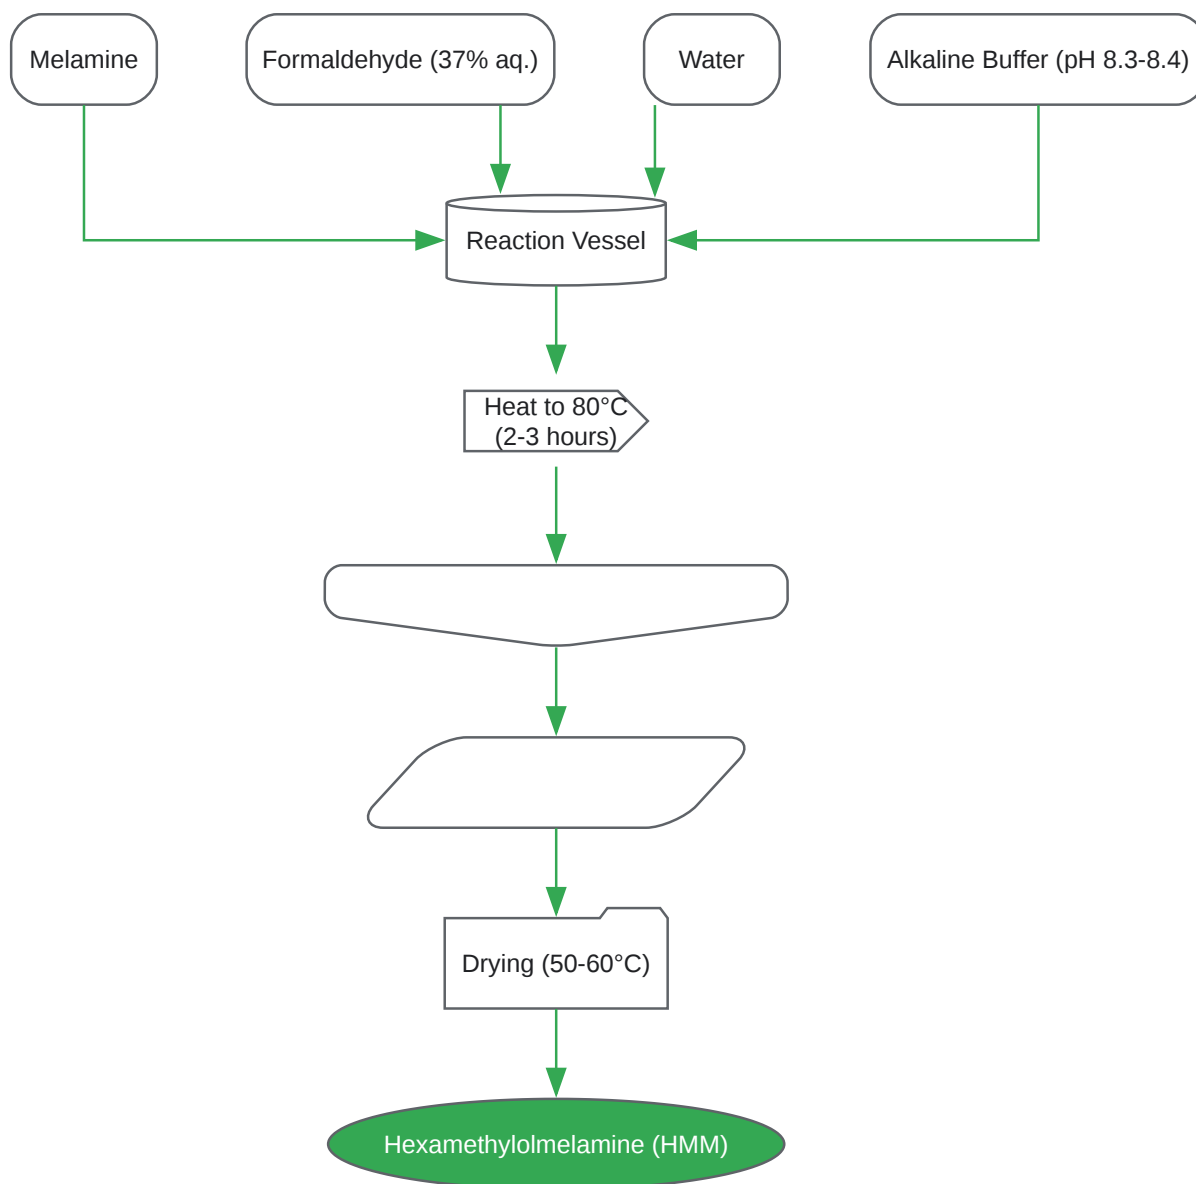 Melamine
Formaldehyde (37% aq.)
Water
Alkaline Buffer (pH 8.3-8.4)
Reaction Vessel
Heat to 80°C
(2-3 hours)
Drying (50-60°C)
Hexamethylolmelamine (HMM)